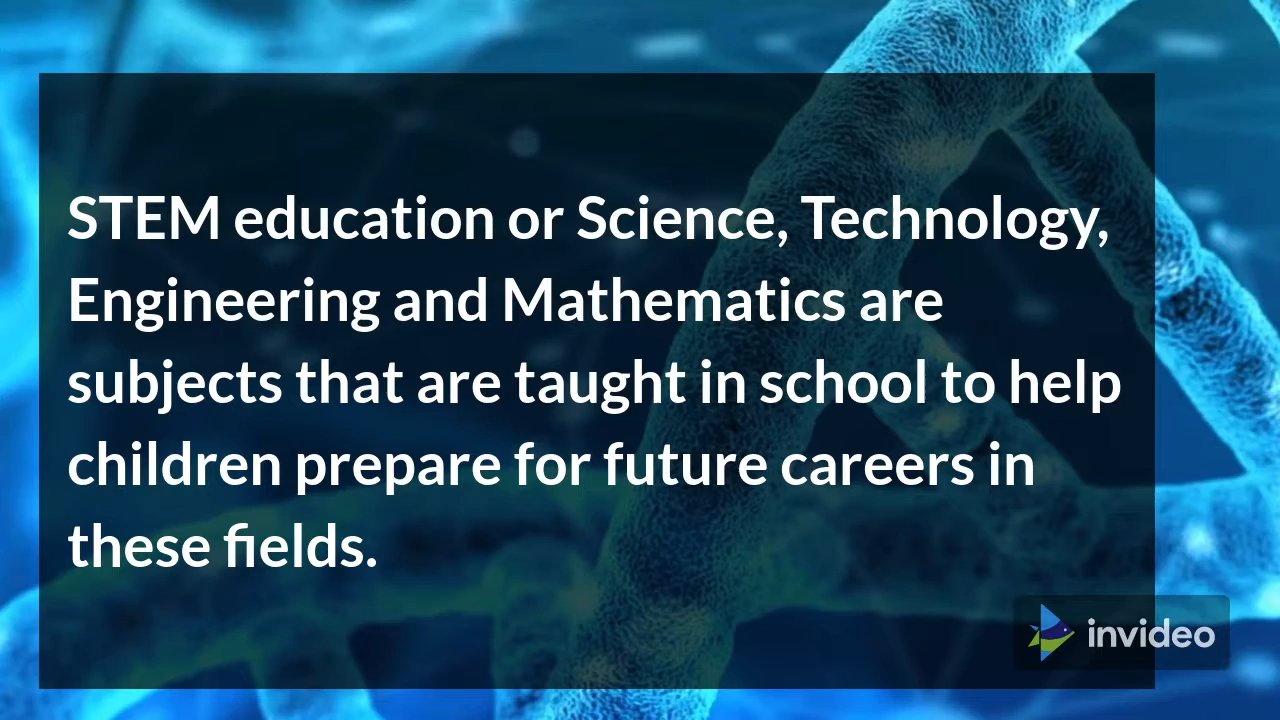 STEM education or Science, Technology,
Engineering and Mathematics are
subjects that are taught in school to help
children prepare for future careers in
these fields.
invideo